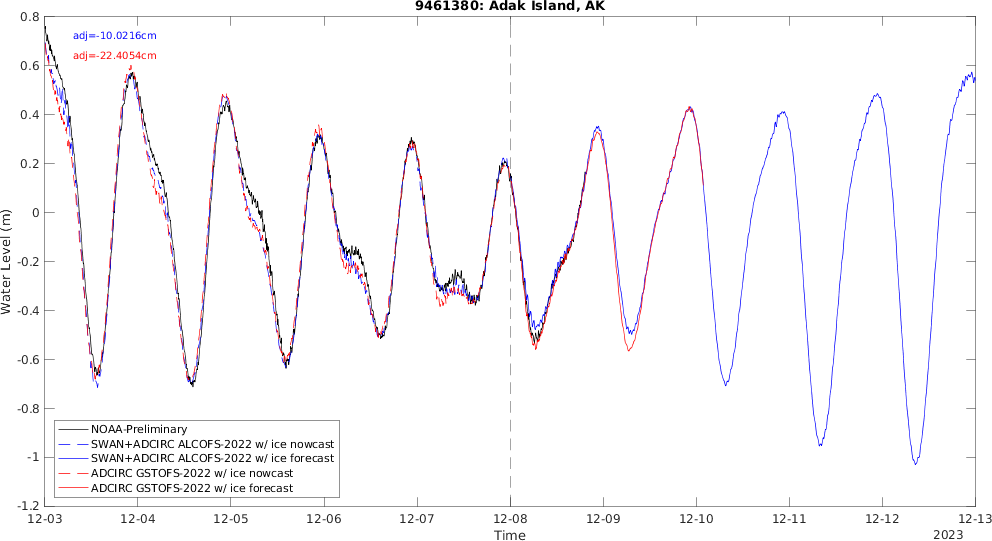 9461380: Adak Island, AK
adj=-10.0216cm
adj=-22.4054cm
0.8
0.6
0.4
0.2
0
-0.2
-0.4
-0.6
-0.8
-1
-1.2
Water Level (m)
NOAA-Preliminary
SWAN+ADCIRC ALCOFS-2022 w/ ice nowcast
SWAN+ADCIRC ALCOFS-2022 w/ ice forecast
ADCIRC GSTOFS-2022 w/ ice nowcast
ADCIRC GSTOFS-2022 w/ ice forecast
12-03 12-04 12-05 12-06 12-07 12-08 12-09 12-10 12-11 12-12 12-13
Time
2023